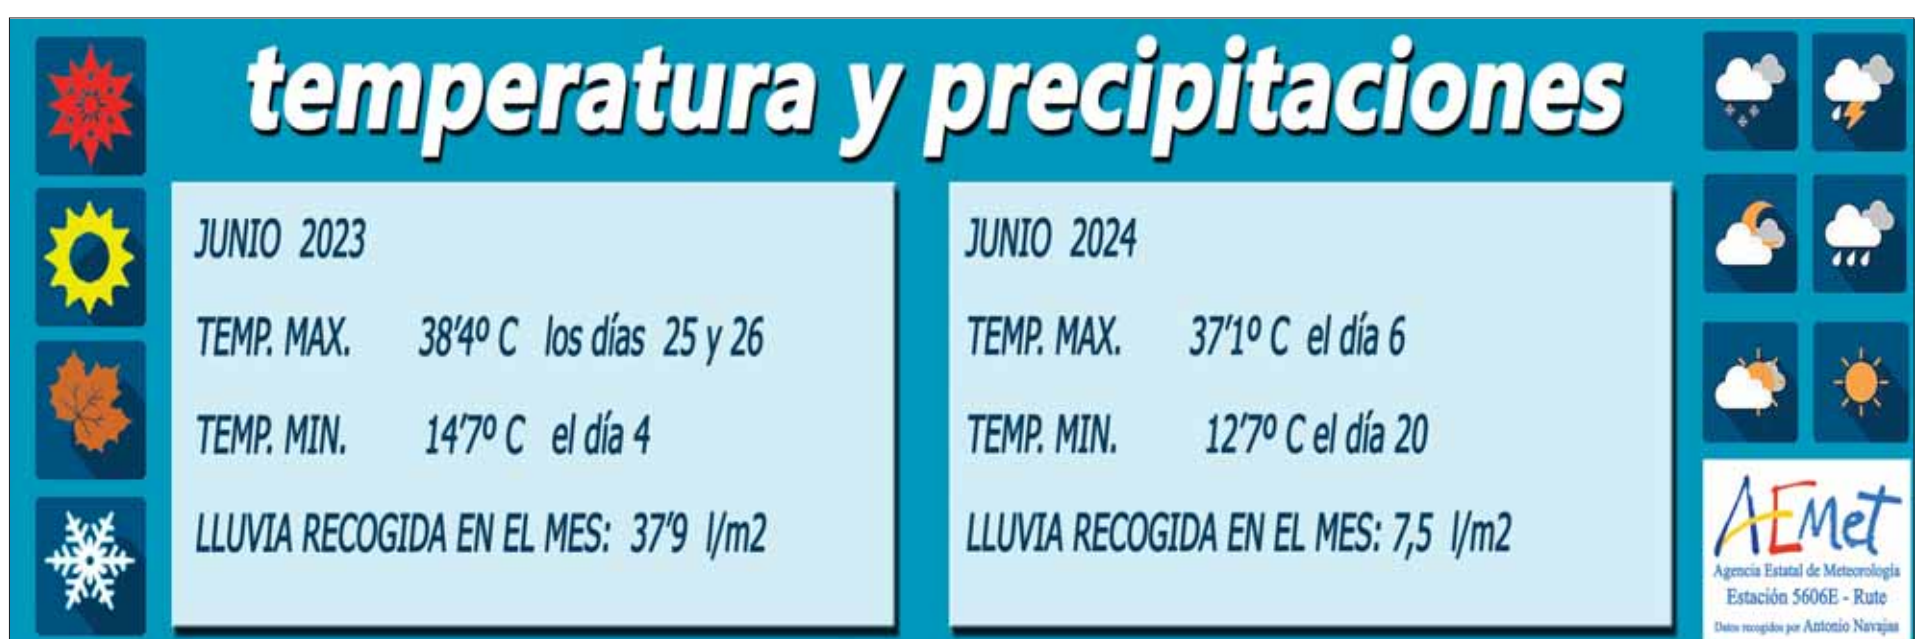 temperatura y precipitaciones
JUNIO 2023
TEMP. MAX. 38'4º C los días 25 y 26
TEMP. MIN. 14'7º C el día 4
LLUVIA RECOGIDA EN EL MES: 37'9 l/m2
JUNIO 2024
TEMP. MAX. 37'1º C el día 6
TEMP. MIN. 12'7º C el día 20
LLUVIA RECOGIDA EN EL MES: 7,5 l/m2
AEMet
Agencia Estatal de Meteorología
Estación 5606E - Rute
Datos recogidos por Antonio Navajas